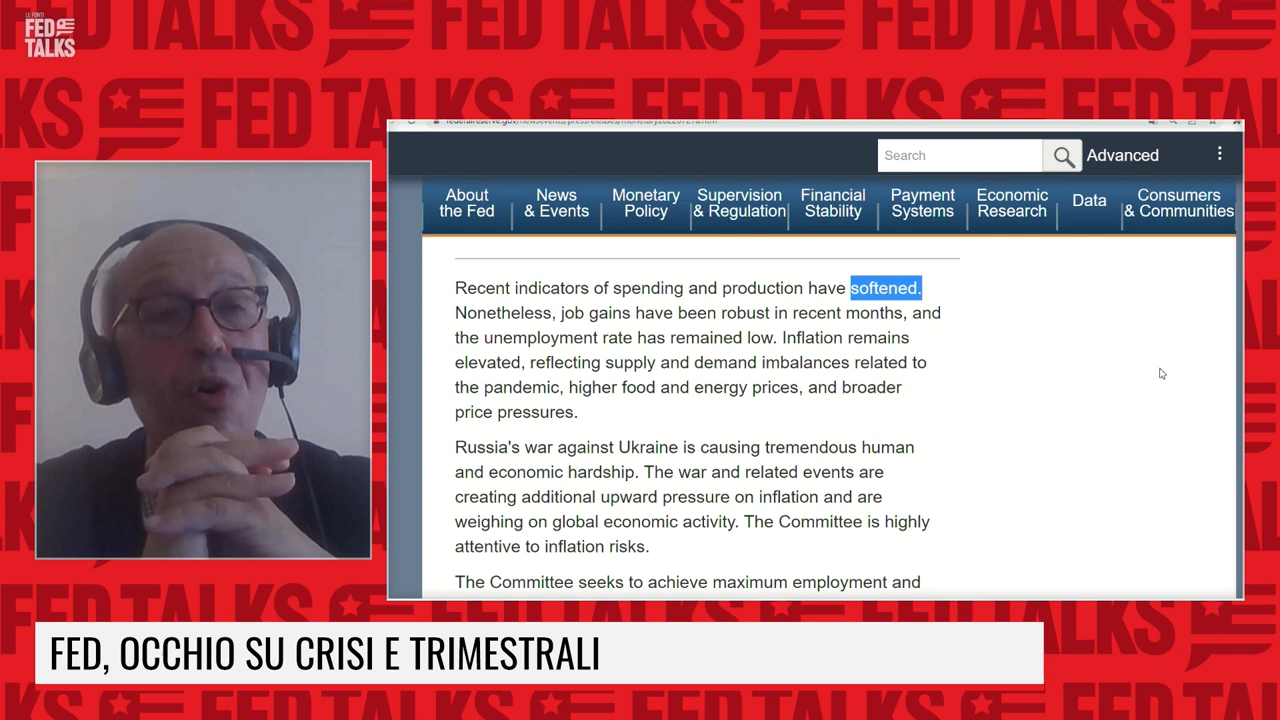 LE FONTI
FED
TALKS
FED TALKS
Search
Advanced
About
the Fed
News
& Events
Monetary
Policy
Supervision
& Regulation
Financial
Stability
Payment
Systems
Economic
Research
Data
Consumers
& Communities
Recent indicators of spending and production have softened.
Nonetheless, job gains have been robust in recent months, and
the unemployment rate has remained low. Inflation remains
elevated, reflecting supply and demand imbalances related to
the pandemic, higher food and energy prices, and broader
price pressures.
Russia's war against Ukraine is causing tremendous human
and economic hardship. The war and related events are
creating additional upward pressure on inflation and are
weighing on global economic activity. The Committee is highly
attentive to inflation risks.
The Committee seeks to achieve maximum employment and
FED, OCCHIO SU CRISI E TRIMESTRALI